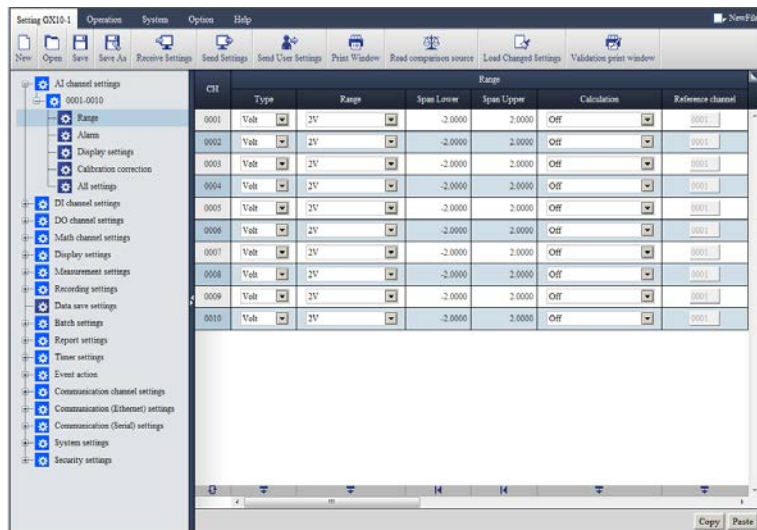 Setting GX10-1 Operation System Option Help NewFile
New Open Save Save As Receive Settings Send Settings Send User Settings Print Window Read comparison source Load Changed Settings Validation print window
AI channel settings
0001-0010
Range
Alarm
Display settings
Calibration correction
All settings
DI channel settings
DO channel settings
Math channel settings
Display settings
Measurement settings
Recording settings
Data save settings
Batch settings
Report settings
Timer settings
Event action
Communication channel settings
Communication (Ethernet) settings
Communication (Serial) settings
System settings
Security settings
CH Range
Type Range Span Lower Span Upper Calculation Reference channel
0001 Volt 2V -2.0000 2.0000 Off 0001
0002 Volt 2V -2.0000 2.0000 Off 0001
0003 Volt 2V -2.0000 2.0000 Off 0001
0004 Volt 2V -2.0000 2.0000 Off 0001
0005 Volt 2V -2.0000 2.0000 Off 0001
0006 Volt 2V -2.0000 2.0000 Off 0001
0007 Volt 2V -2.0000 2.0000 Off 0001
0008 Volt 2V -2.0000 2.0000 Off 0001
0009 Volt 2V -2.0000 2.0000 Off 0001
0010 Volt 2V -2.0000 2.0000 Off 0001
Copy Paste